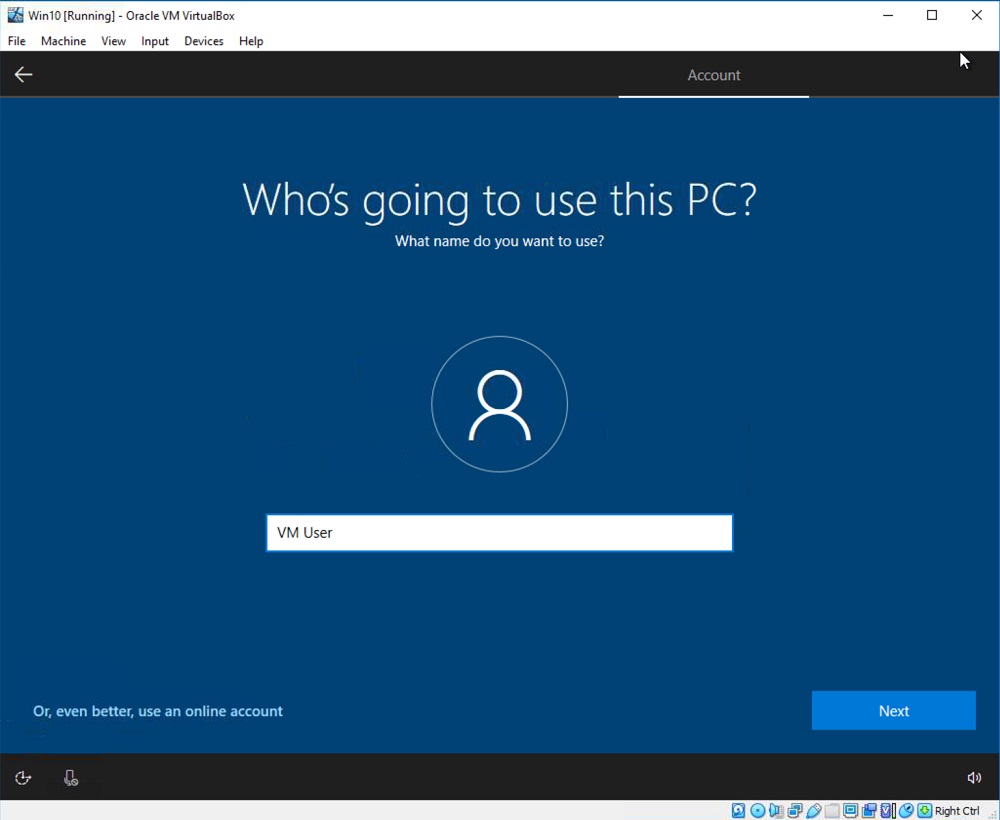 Win10 [Running] - Oracle VM VirtualBox
File Machine View Input Devices Help
Account
Who's going to use this PC?
What name do you want to use?
VM User
Or, even better, use an online account
Next
Right Ctrl